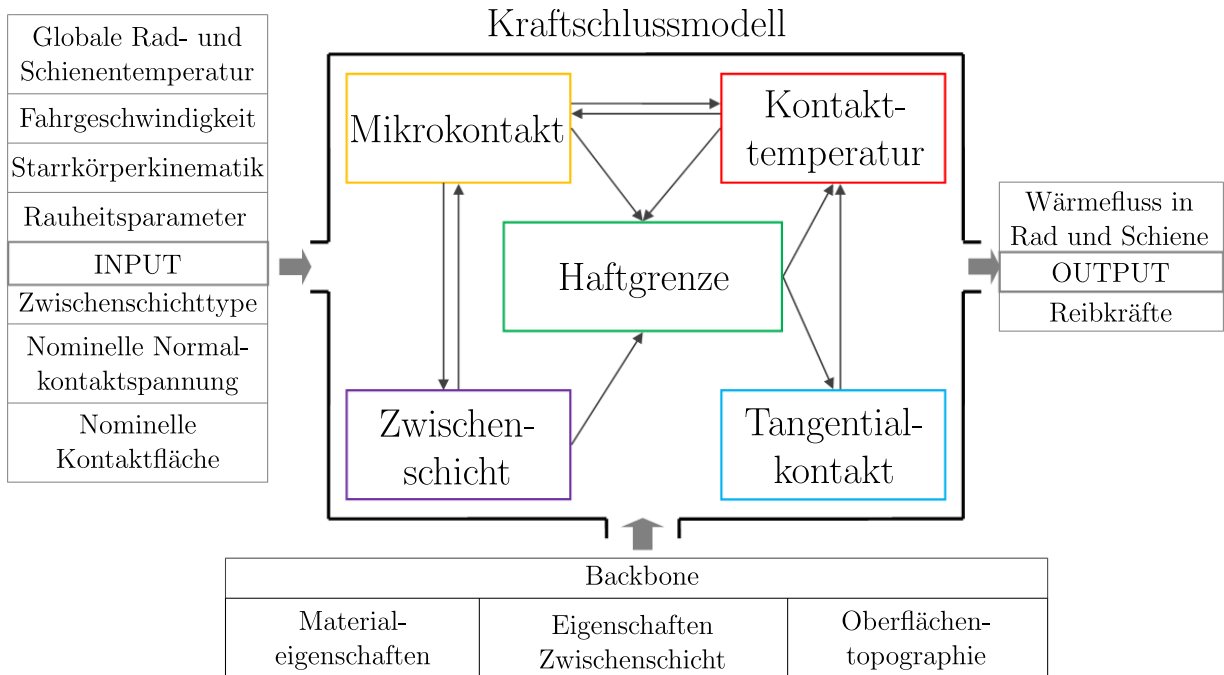 Kraftschlussmodell
Globale Rad- und
Schienentemperatur
Fahrgeschwindigkeit
Starrkörperkinematik
Rauheitsparameter
INPUT
Zwischenschichttype
Nominelle Normal-
kontaktspannung
Nominelle
Kontaktfläche
Mikrokontakt
Kontakt-
temperatur
Haftgrenze
Zwischen-
schicht
Tangential-
kontakt
Wärmefluss in
Rad und Schiene
OUTPUT
Reibkräfte
Backbone
Material-
eigenschaften
Eigenschaften
Zwischenschicht
Oberflächen-
topographie